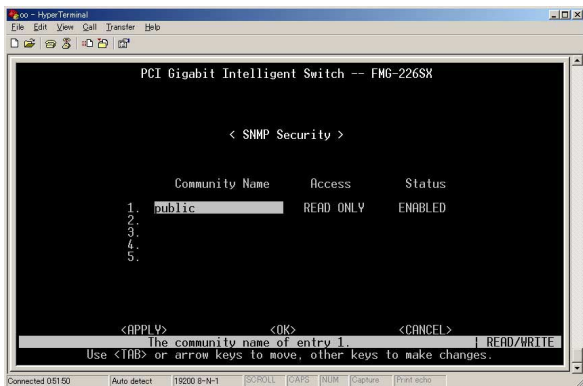 oo - HyperTerminal
File Edit View Call Transfer Help
PCI Gigabit Intelligent Switch -- FMG-226SX
< SNMP Security >
Community Name Access Status
1. public READ ONLY ENABLED
2.
3.
4.
5.
<APPLY> <OK> <CANCEL>
The community name of entry 1. | READ/WRITE
Use <TAB> or arrow keys to move, other keys to make changes.
Connected 0:51:50 Auto detect 19200 8-N-1 SCROLL CAPS NUM Capture Print echo